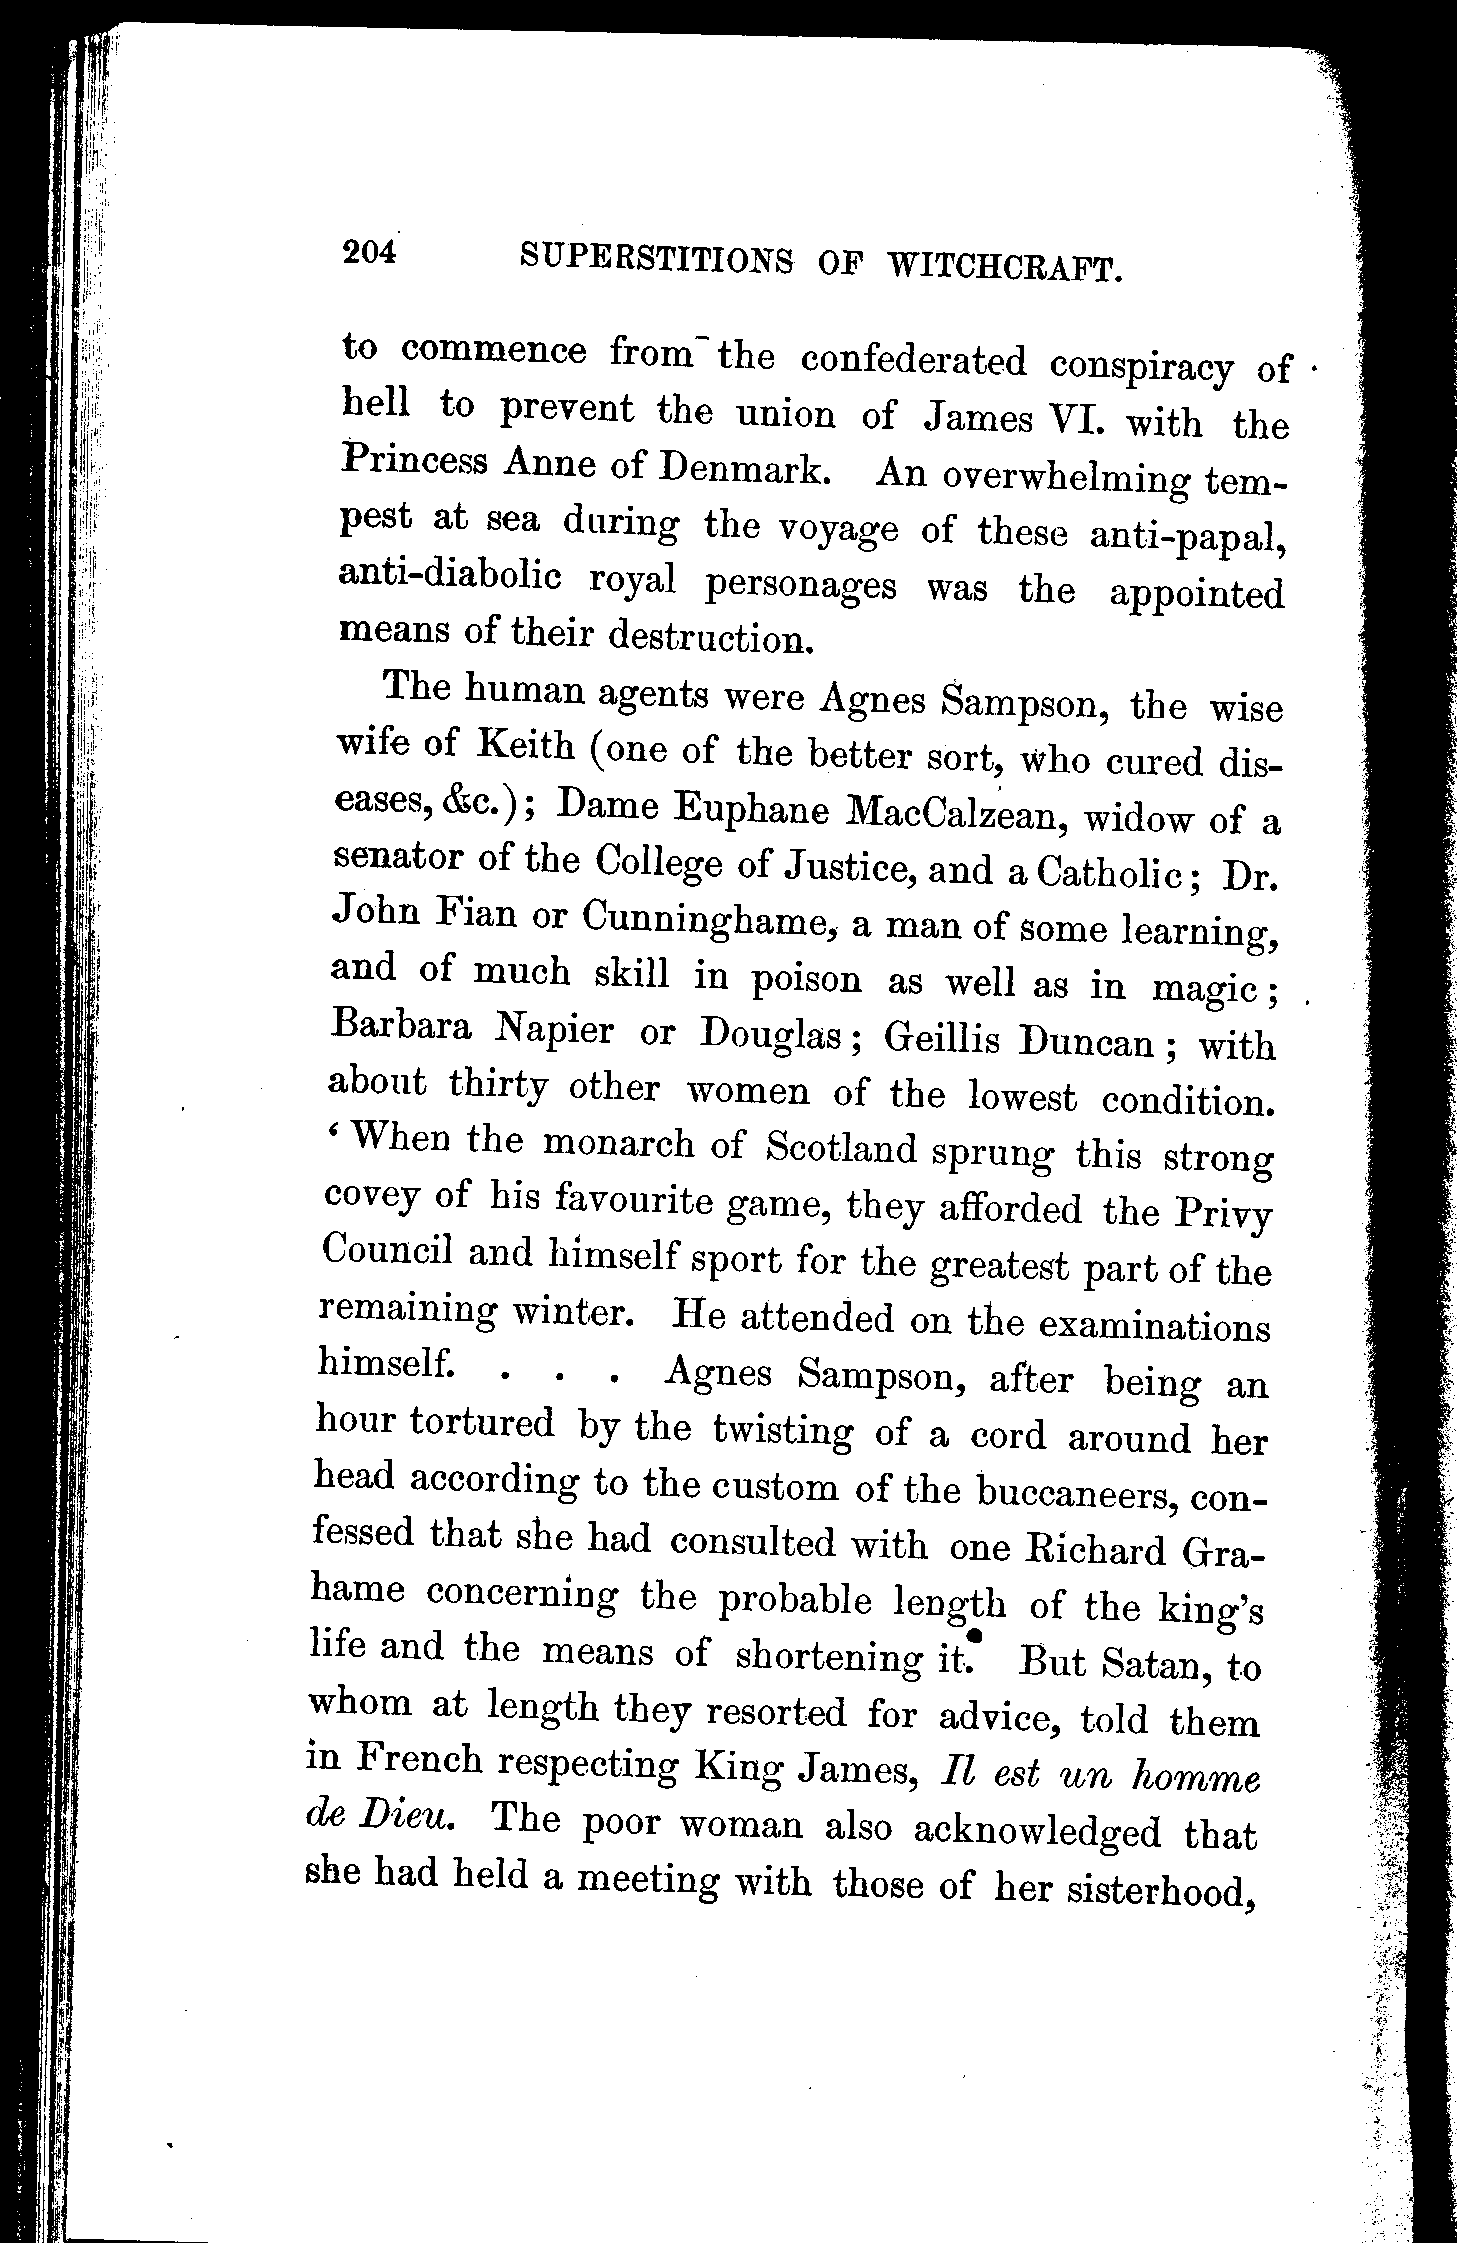 204 SUPERSTITIONS OF WITCHCRAFT.
to commence from the confederated conspiracy of
hell to prevent the union of James VI. with the
Princess Anne of Denmark. An overwhelming tem-
pest at sea during the voyage of these anti-papal,
anti-diabolic royal personages was the appointed
means of their destruction.
The human agents were Agnes Sampson, the wise
wife of Keith (one of the better sort, who cured dis-
eases, &c.); Dame Euphane MacCalzean, widow of a
senator of the College of Justice, and a Catholic; Dr.
John Fian or Cunninghame, a man of some learning,
and of much skill in poison as well as in magic;
Barbara Napier or Douglas; Geillis Duncan; with
about thirty other women of the lowest condition.
‘When the monarch of Scotland sprung this strong
covey of his favourite game, they afforded the Privy
Council and himself sport for the greatest part of the
remaining winter. He attended on the examinations
himself. . . . Agnes Sampson, after being an
hour tortured by the twisting of a cord around her
head according to the custom of the buccaneers, con-
fessed that she had consulted with one Richard Gra-
hame concerning the probable length of the king's
life and the means of shortening it. But Satan, to
whom at length they resorted for advice, told them
in French respecting King James, Il est un homme
de Dieu. The poor woman also acknowledged that
she had held a meeting with those of her sisterhood,